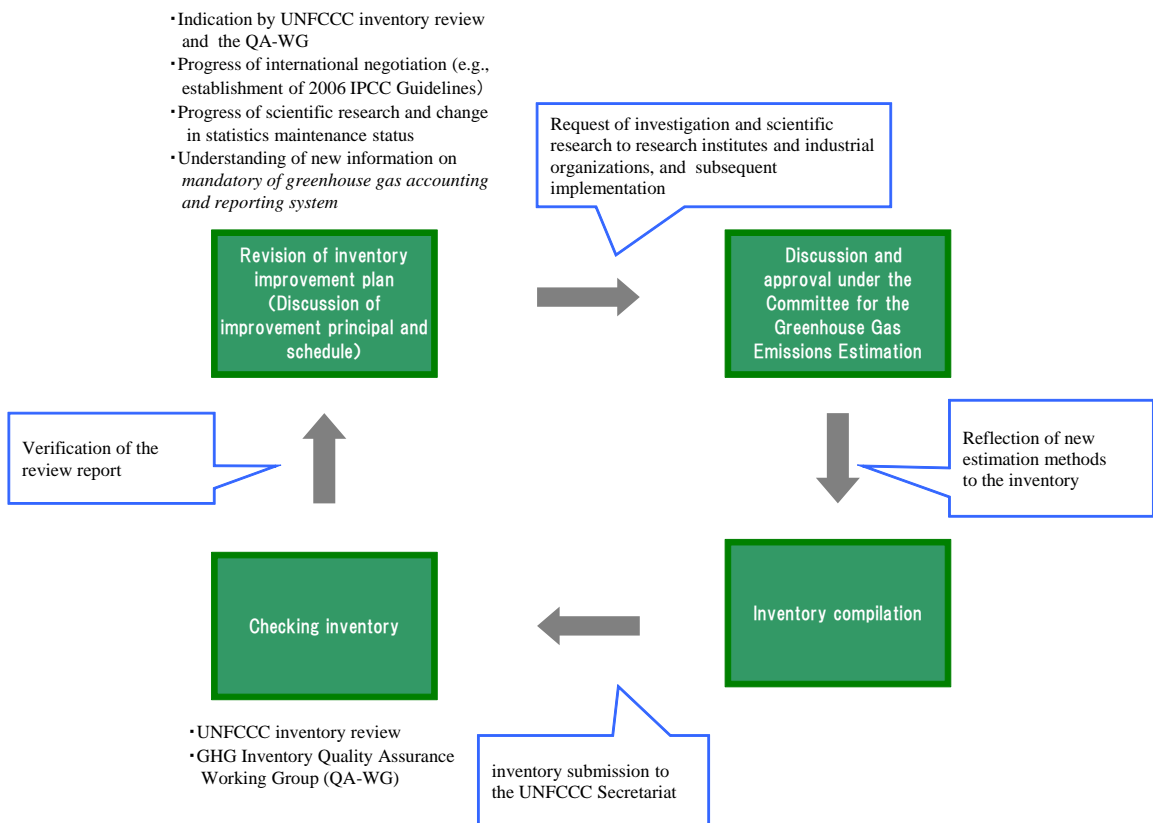 ・Indication by UNFCCC inventory review
and the QA-WG
・Progress of international negotiation (e.g.,
establishment of 2006 IPCC Guidelines）
・Progress of scientific research and change
in statistics maintenance status
・Understanding of new information on
mandatory of greenhouse gas accounting
and reporting system
Request of investigation and scientific
research to research institutes and industrial
organizations, and subsequent
implementation
Revision of inventory
improvement plan
（Discussion of
improvement principal and
schedule）
Discussion and
approval under the
Committee for the
Greenhouse Gas
Emissions Estimation
Verification of the
review report
Reflection of new
estimation methods
to the inventory
Checking inventory
Inventory compilation
・UNFCCC inventory review
・GHG Inventory Quality Assurance
Working Group (QA-WG)
inventory submission to
the UNFCCC Secretariat